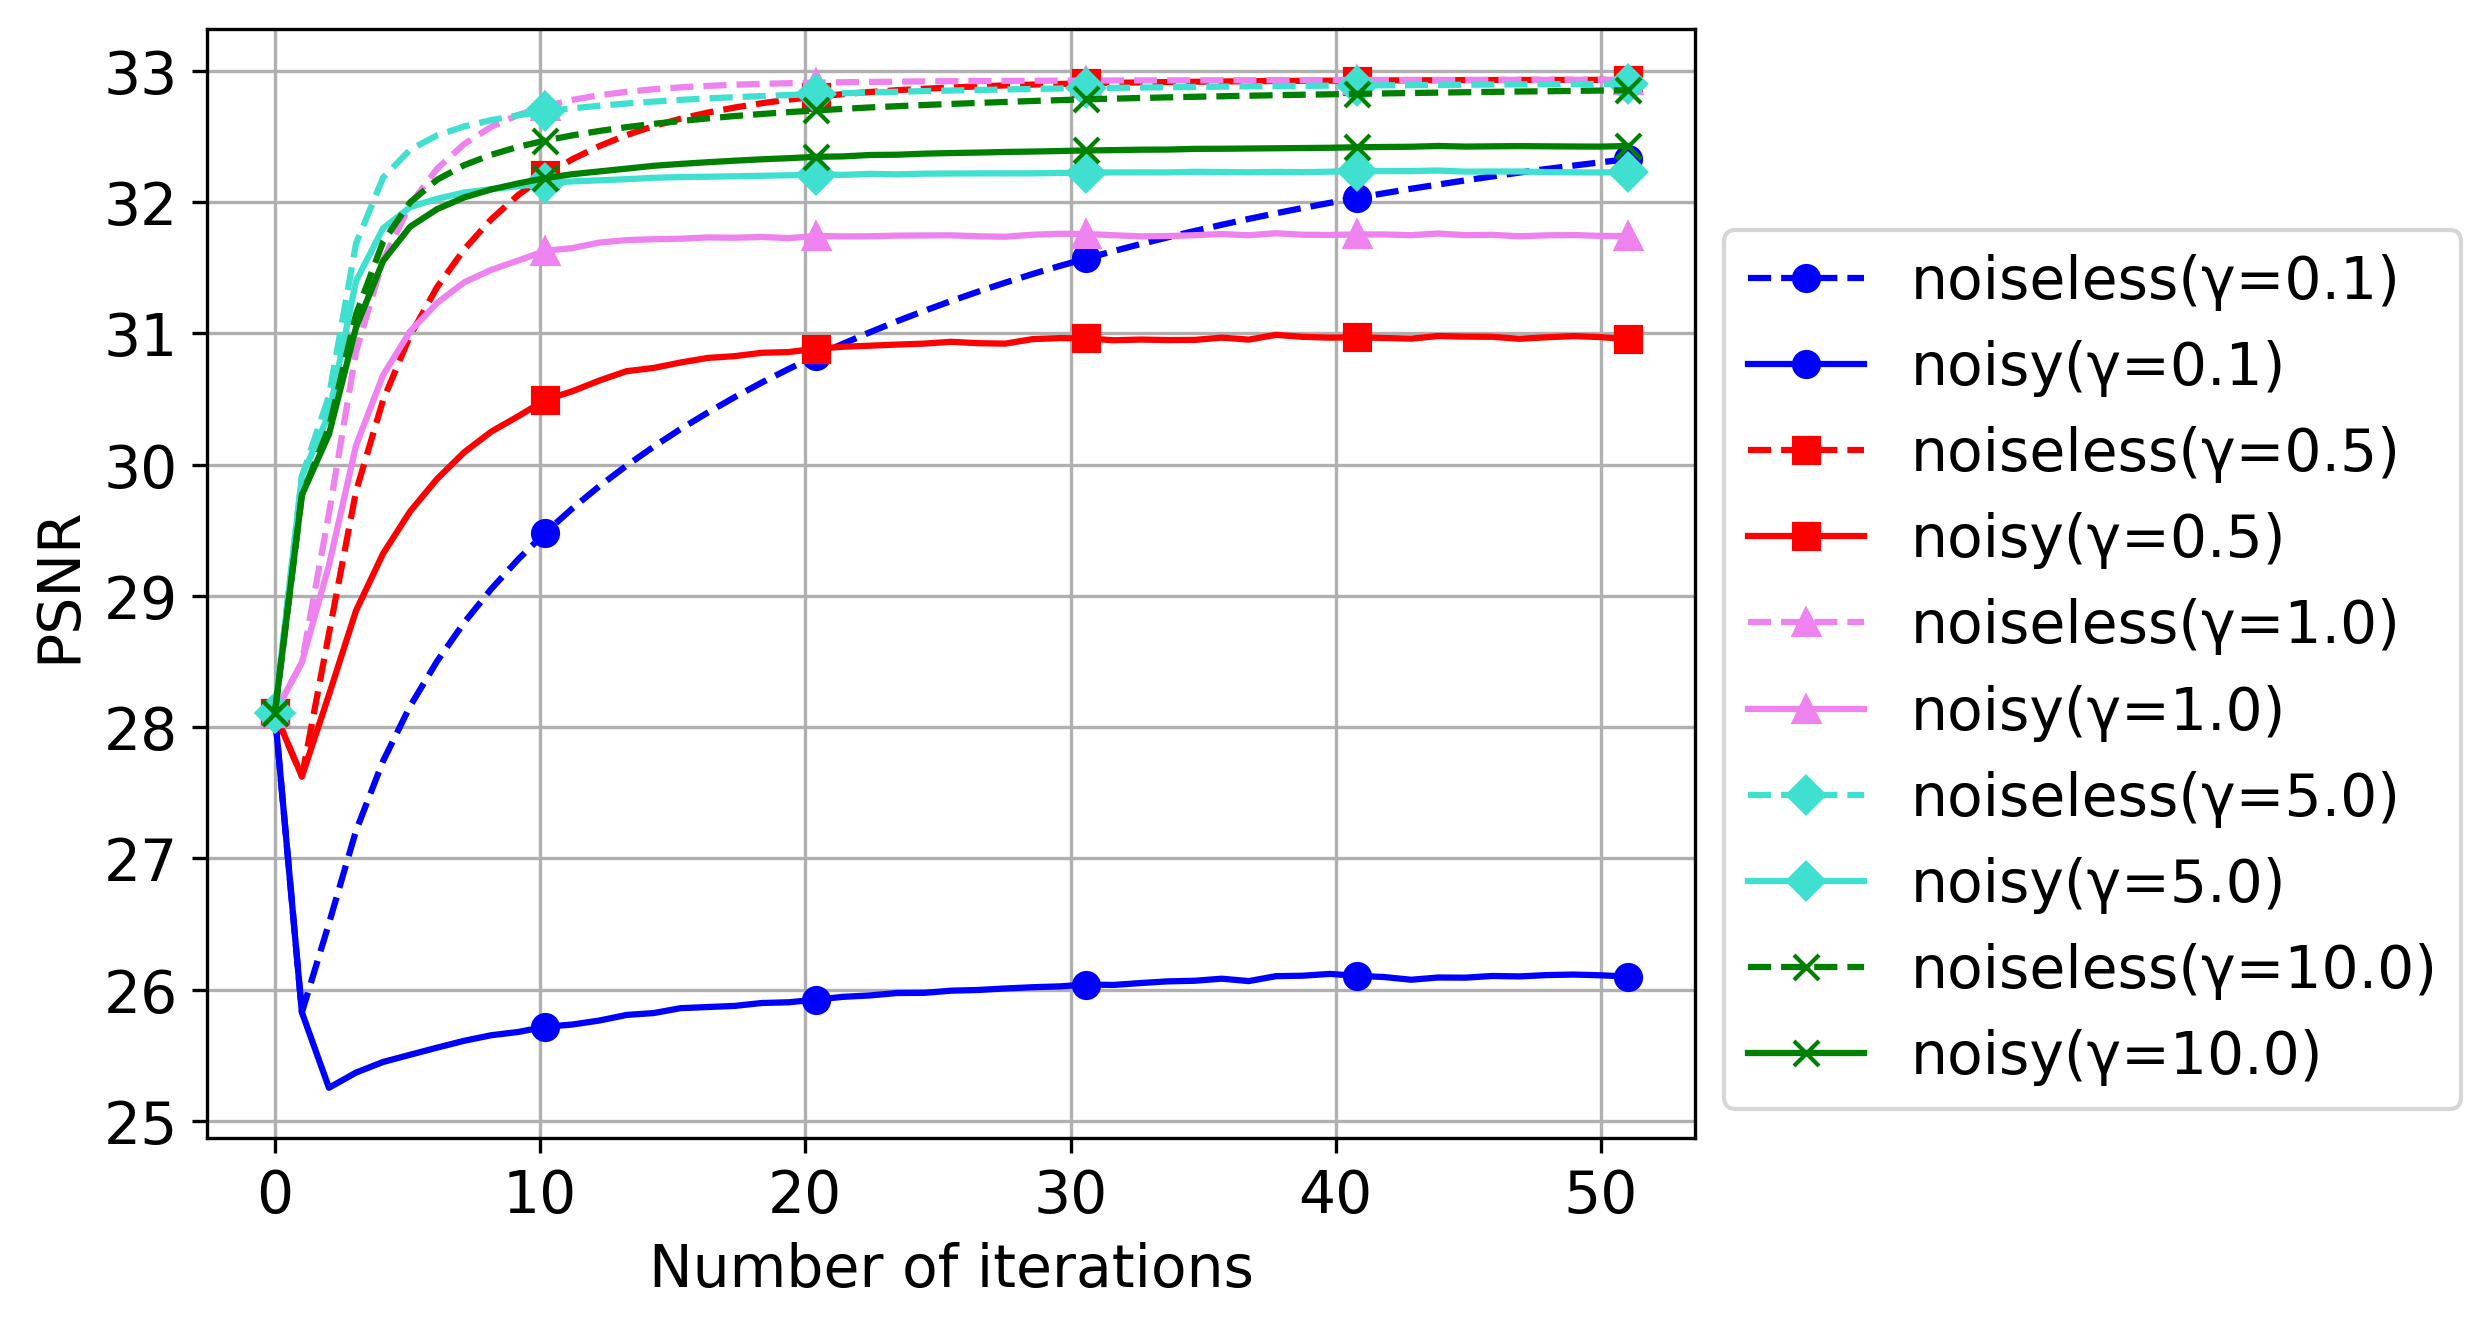 33
32
31
30
29
28
27
26
25
PSNR
0 10 20 30 40 50
Number of iterations
noiseless(γ=0.1)
noisy(γ=0.1)
noiseless(γ=0.5)
noisy(γ=0.5)
noiseless(γ=1.0)
noisy(γ=1.0)
noiseless(γ=5.0)
noisy(γ=5.0)
noiseless(γ=10.0)
noisy(γ=10.0)